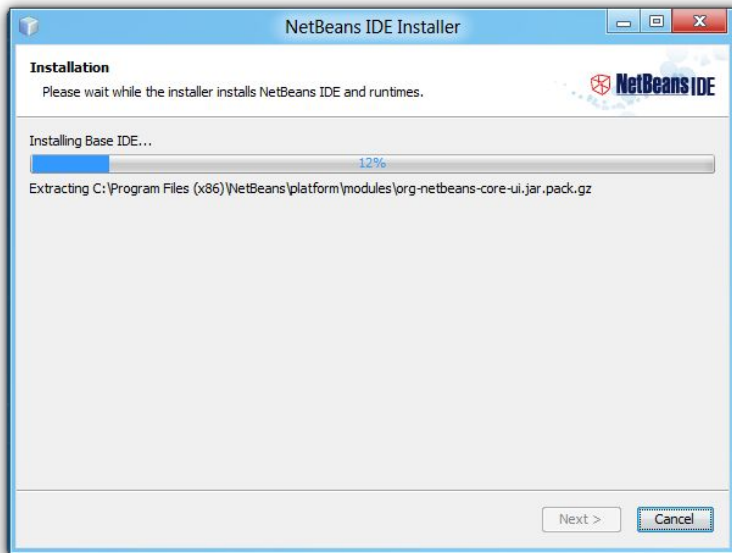 NetBeans IDE Installer
Installation
Please wait while the installer installs NetBeans IDE and runtimes.
NetBeans IDE
Installing Base IDE...
12%
Extracting C:\Program Files (x86)\NetBeans\platform\modules\org-netbeans-core-ui.jar.pack.gz
Next >
Cancel